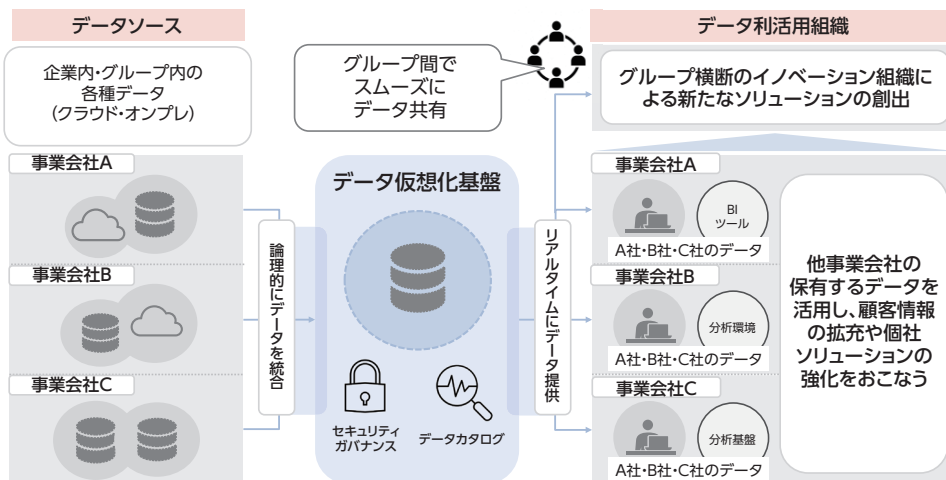 データソース
企業内・グループ内の
各種データ
(クラウド・オンプレ)
事業会社A
事業会社B
事業会社C
論理的にデータを統合
グループ間で
スムーズに
データ共有
データ仮想化基盤
セキュリティ
ガバナンス
データカタログ
リアルタイムにデータ提供
データ利活用組織
グループ横断のイノベーション組織に
よる新たなソリューションの創出
事業会社A
BI
ツール
A社・B社・C社のデータ
事業会社B
分析環境
A社・B社・C社のデータ
事業会社C
分析基盤
A社・B社・C社のデータ
他事業会社の
保有するデータを
活用し、顧客情報
の拡充や個社
ソリューションの
強化をおこなう